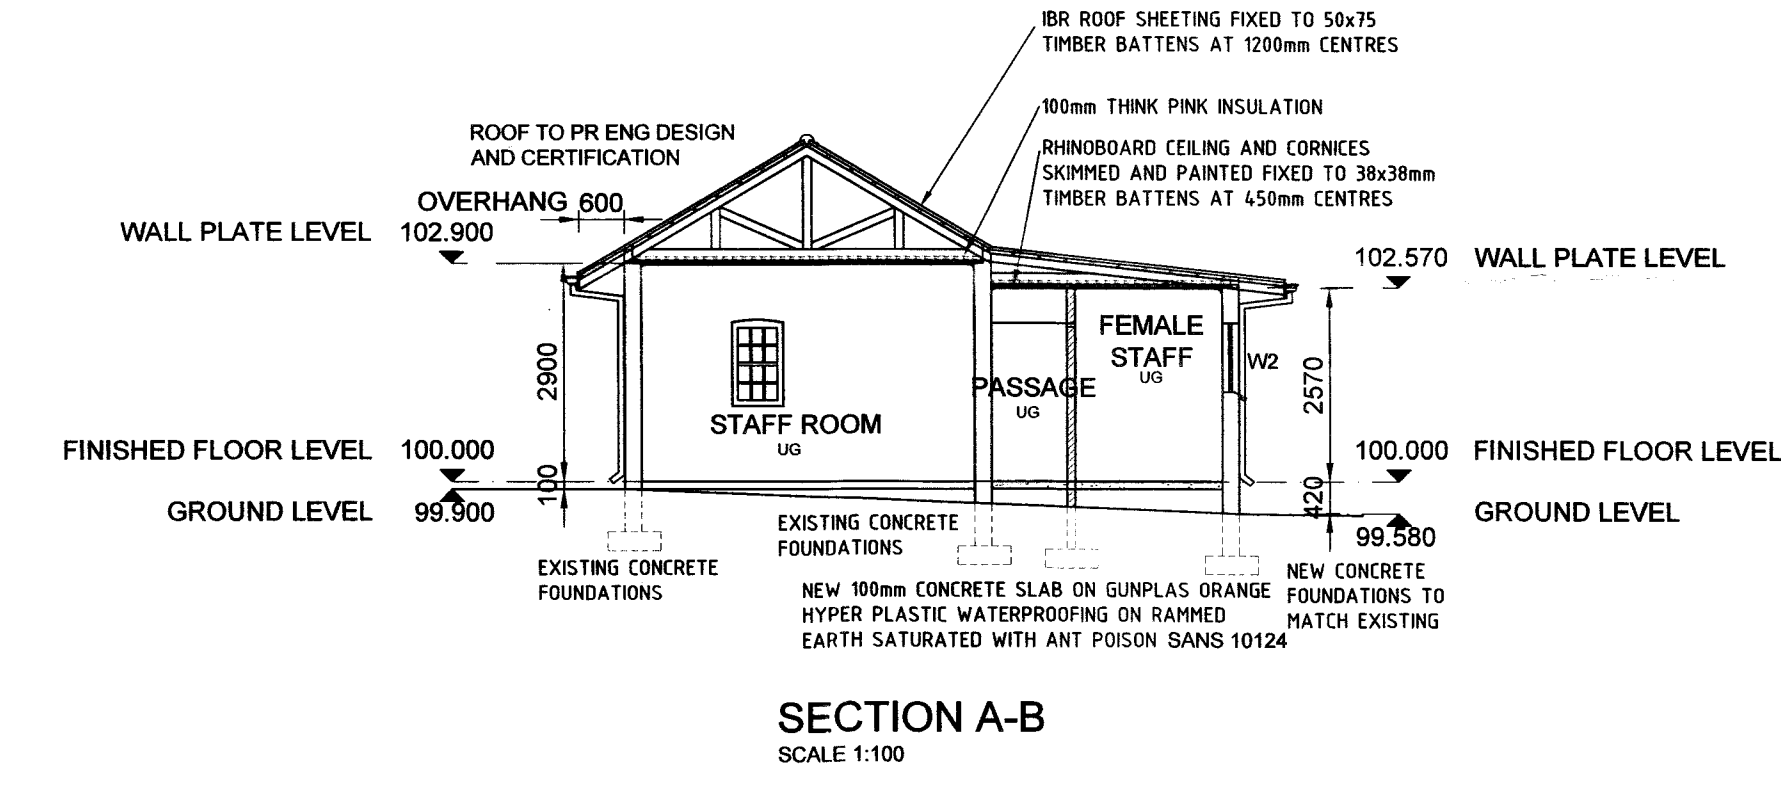 IBR ROOF SHEETING FIXED TO 50x75
TIMBER BATTENS AT 1200mm CENTRES
100mm THINK PINK INSULATION
ROOF TO PR ENG DESIGN
AND CERTIFICATION
RHINOBOARD CEILING AND CORNICES
SKIMMED AND PAINTED FIXED TO 38x38mm
TIMBER BATTENS AT 450mm CENTRES
OVERHANG 600
WALL PLATE LEVEL 102.900
102.570 WALL PLATE LEVEL
FEMALE
STAFF
UG
W2
2900
2570
PASSAGE
UG
STAFF ROOM
UG
FINISHED FLOOR LEVEL 100.000
100.000 FINISHED FLOOR LEVEL
100
420
GROUND LEVEL 99.900
GROUND LEVEL
99.580
EXISTING CONCRETE
FOUNDATIONS
EXISTING CONCRETE
FOUNDATIONS
NEW CONCRETE
FOUNDATIONS TO
MATCH EXISTING
NEW 100mm CONCRETE SLAB ON GUNPLAS ORANGE
HYPER PLASTIC WATERPROOFING ON RAMMED
EARTH SATURATED WITH ANT POISON SANS 10124
SECTION A-B
SCALE 1:100